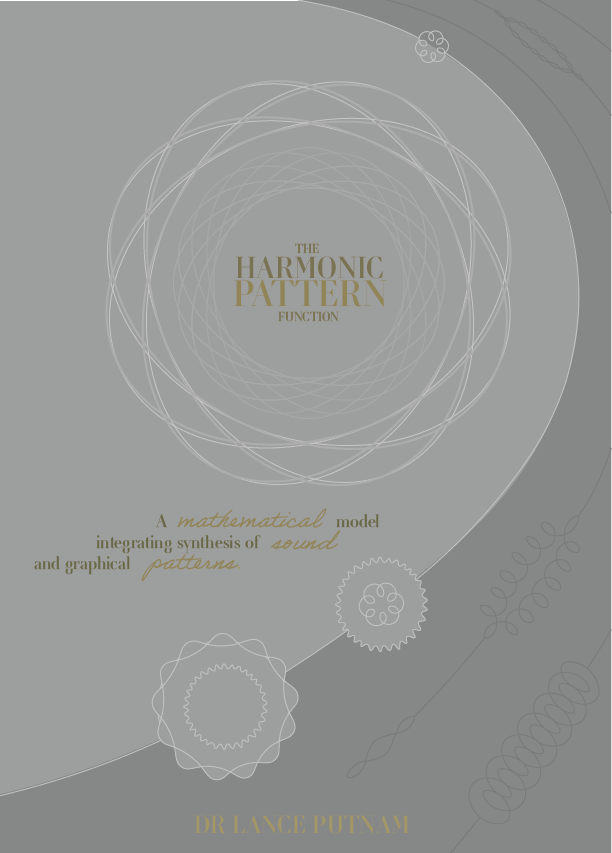 THE
HARMONIC
PATTERN
FUNCTION
A mathematical model
integrating synthesis of sound
and graphical patterns
DR LANCE PUTNAM